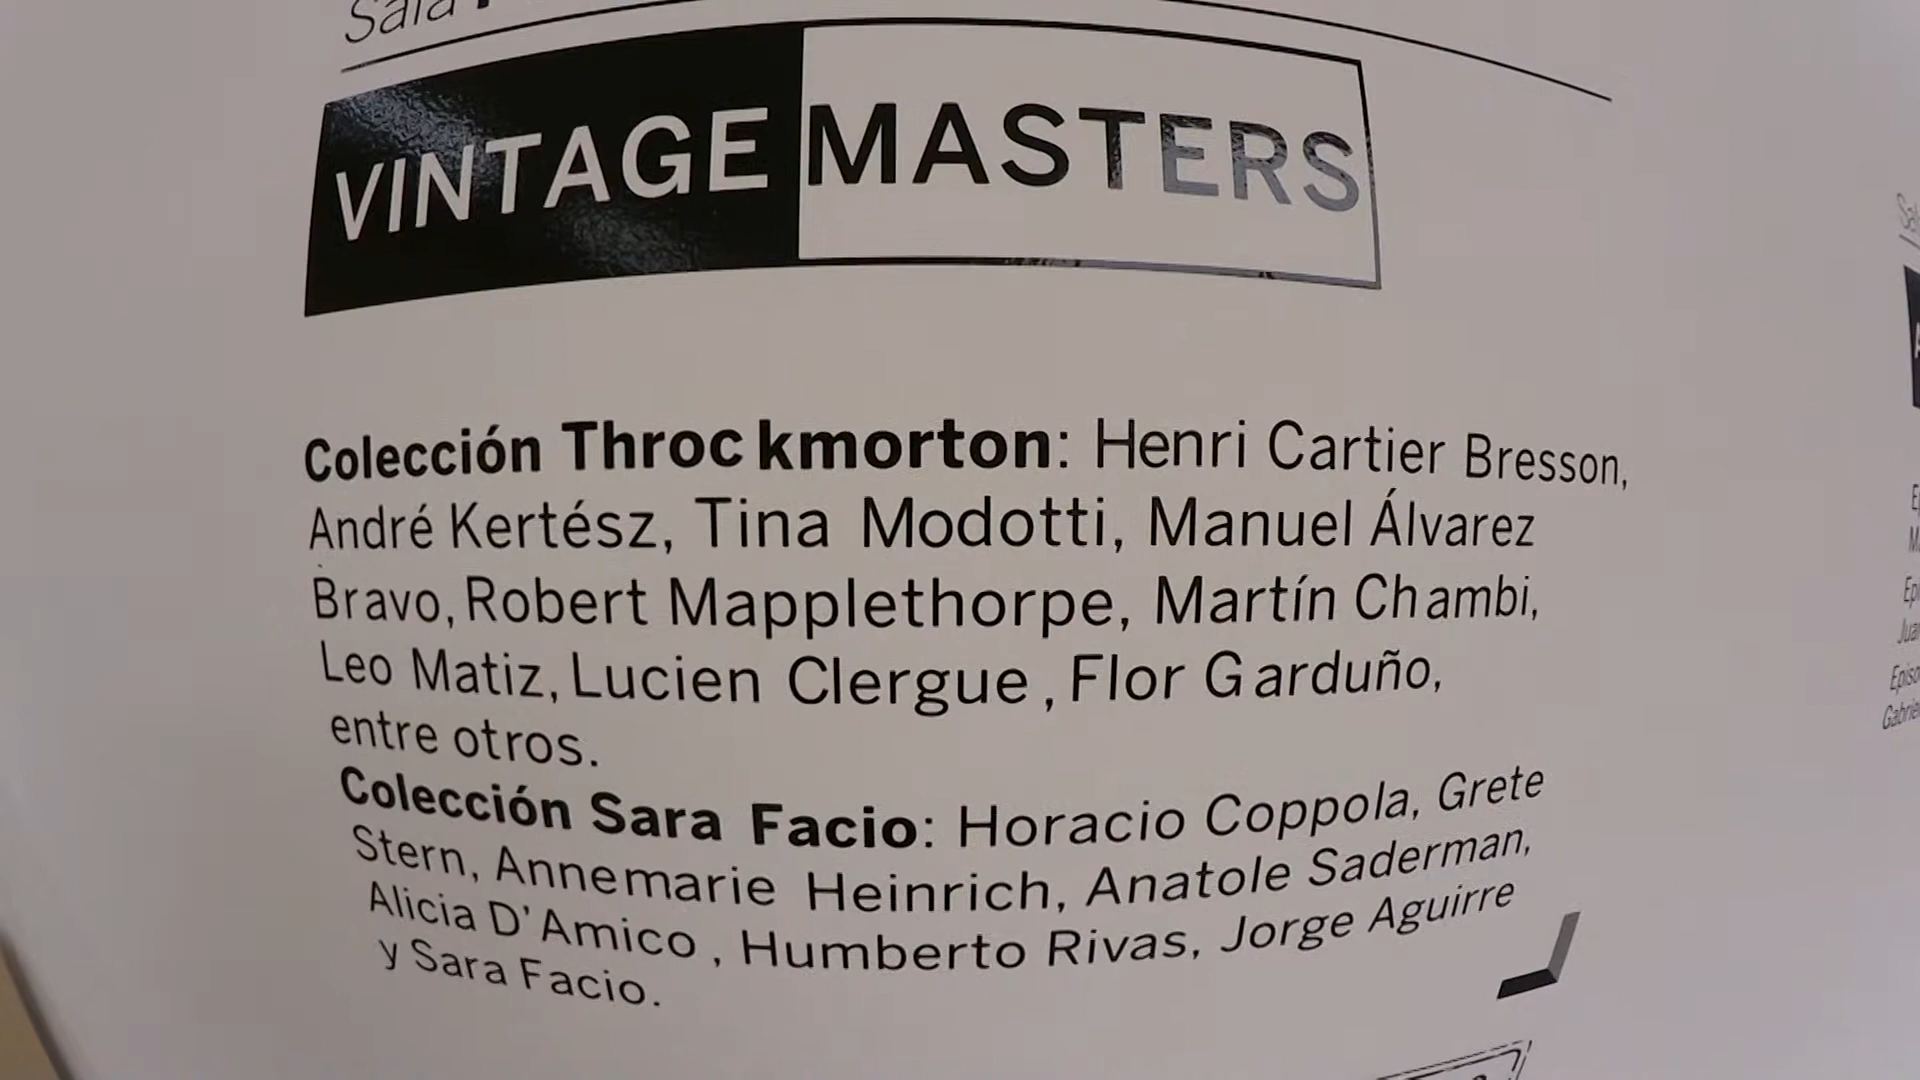 Sala
VINTAGE MASTERS
Colección Throckmorton: Henri Cartier Bresson,
André Kertész, Tina Modotti, Manuel Álvarez
Bravo, Robert Mapplethorpe, Martín Chambi,
Leo Matiz, Lucien Clergue, Flor Garduño,
entre otros.
Colección Sara Facio: Horacio Coppola, Grete
Stern, Annemarie Heinrich, Anatole Saderman,
Alicia D'Amico, Humberto Rivas, Jorge Aguirre
y Sara Facio.